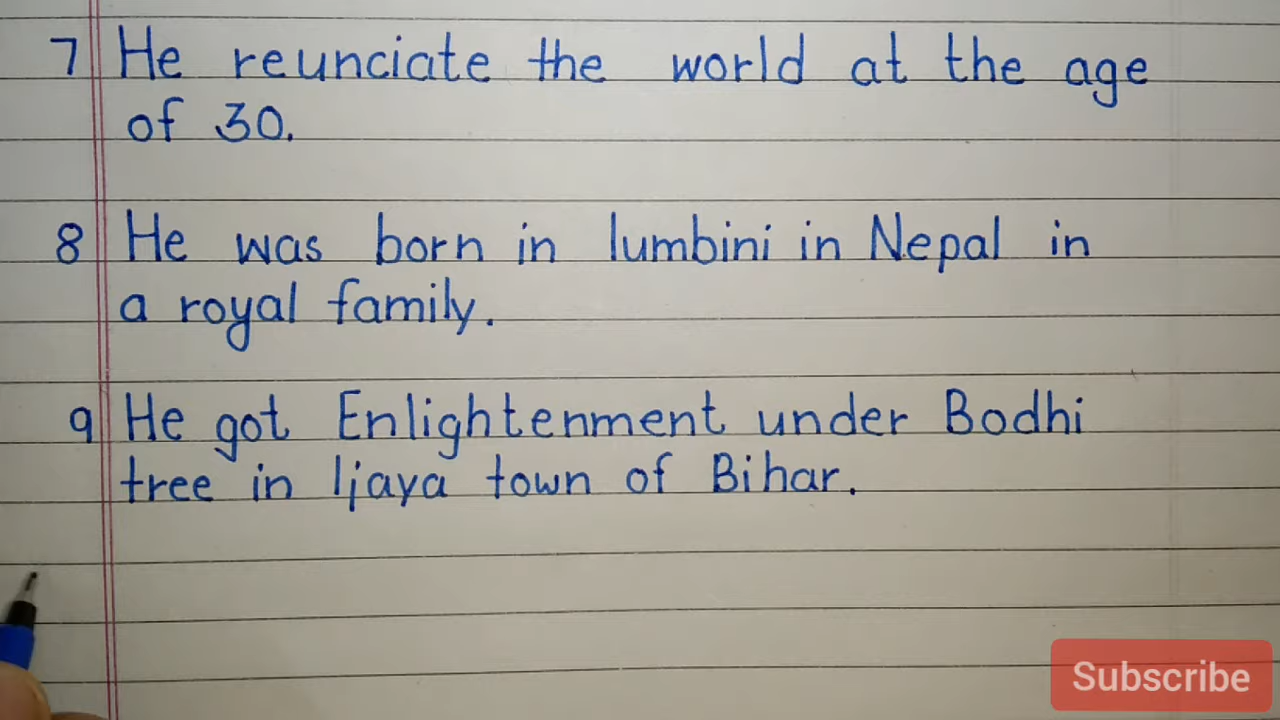 7 He reunciate the world at the age
of 30.
8 He was born in lumbini in Nepal in
a royal family.
9 He got Enlightenment under Bodhi
tree in Ijaya town of Bihar.
Subscribe